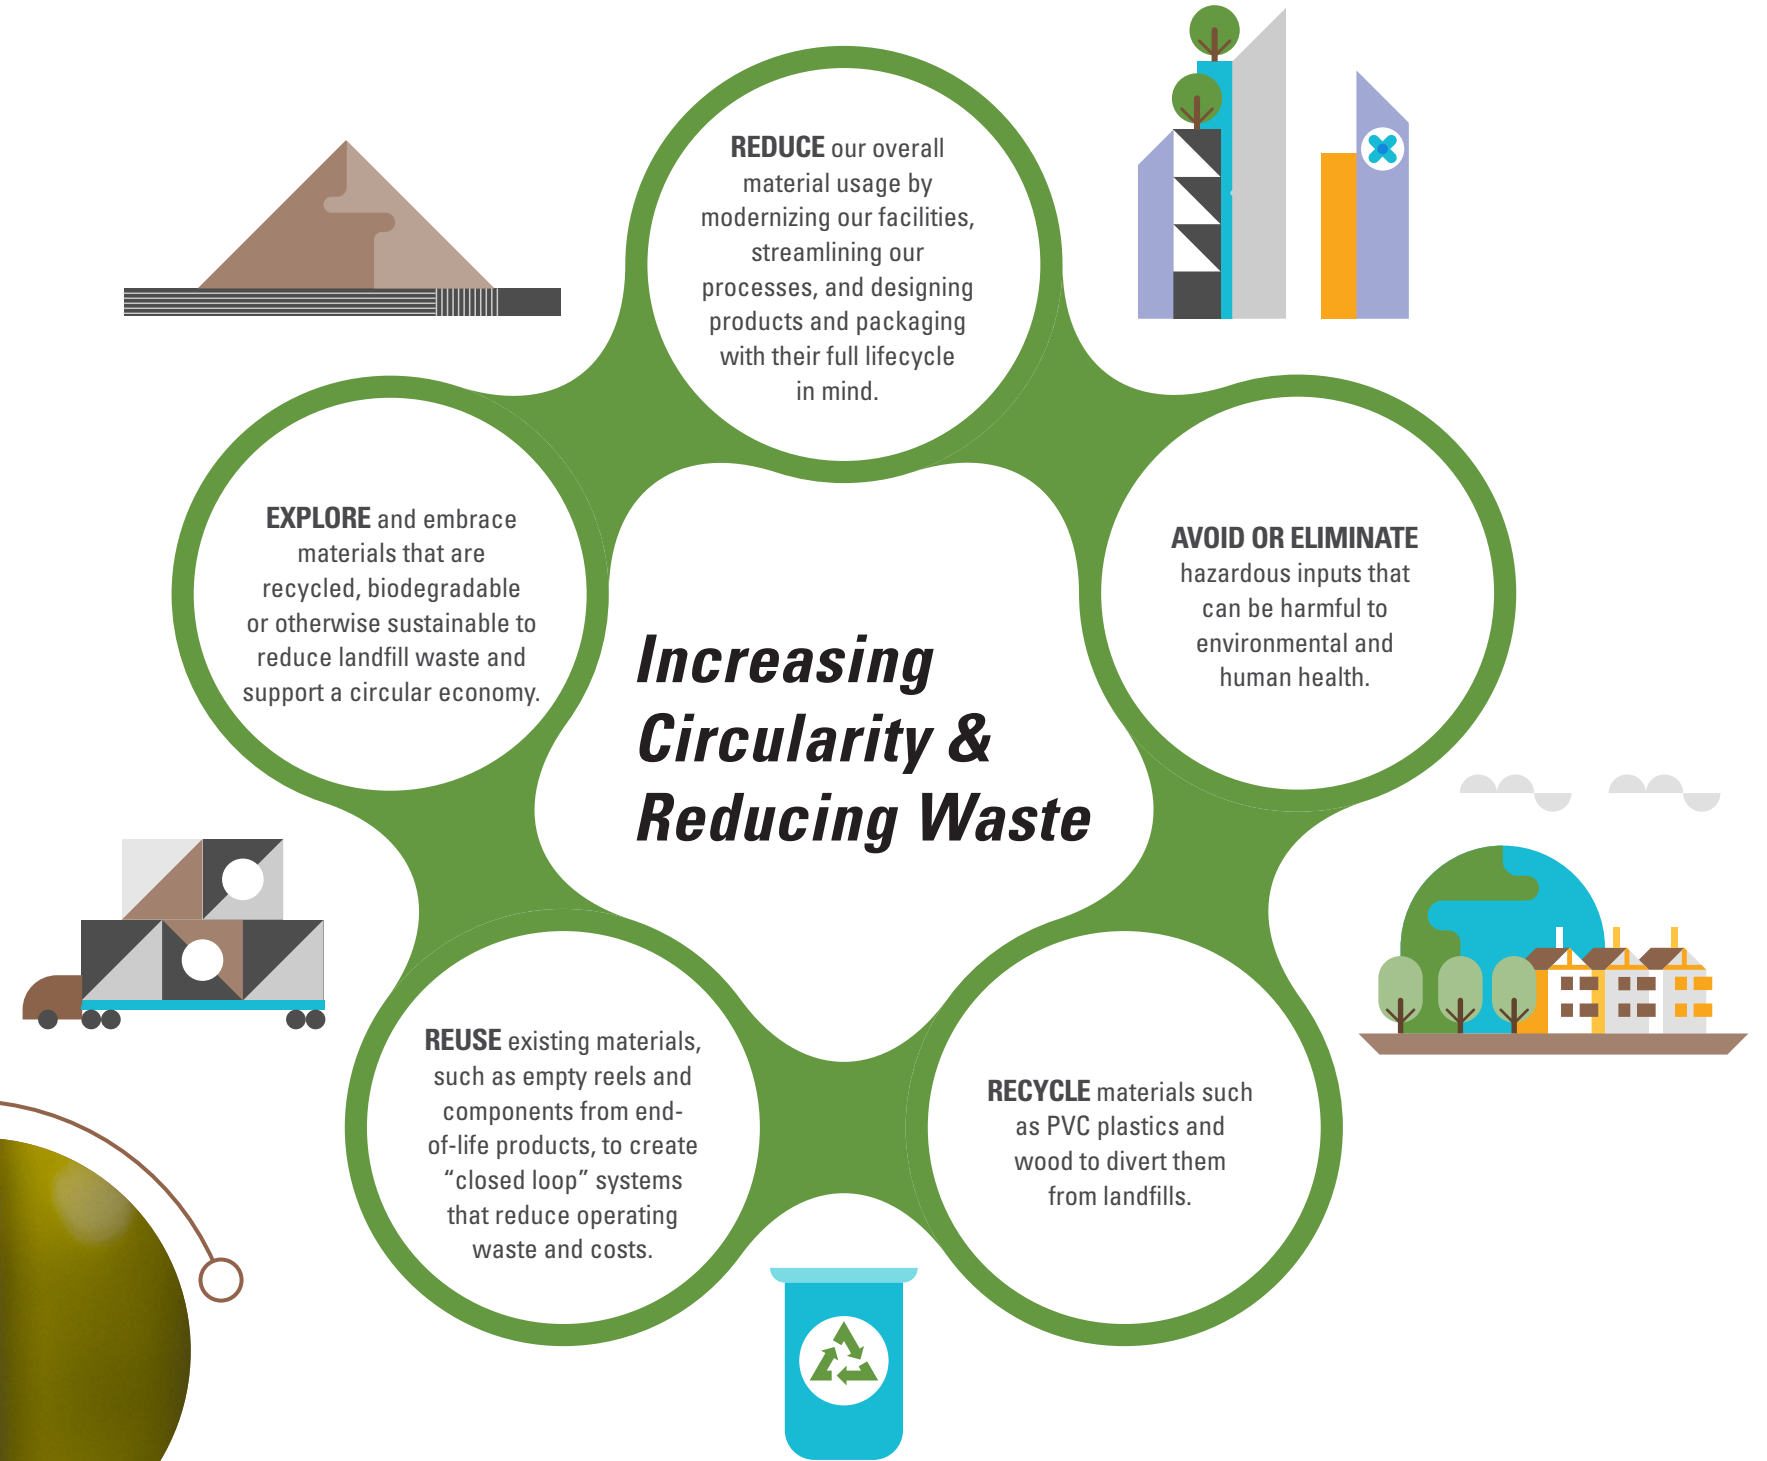 REDUCE our overall
material usage by
modernizing our facilities,
streamlining our
processes, and designing
products and packaging
with their full lifecycle
in mind.
EXPLORE and embrace
materials that are
recycled, biodegradable
or otherwise sustainable to
reduce landfill waste and
support a circular economy.
AVOID OR ELIMINATE
hazardous inputs that
can be harmful to
environmental and
human health.
Increasing
Circularity &
Reducing Waste
REUSE existing materials,
such as empty reels and
components from end-
of-life products, to create
“closed loop” systems
that reduce operating
waste and costs.
RECYCLE materials such
as PVC plastics and
wood to divert them
from landfills.